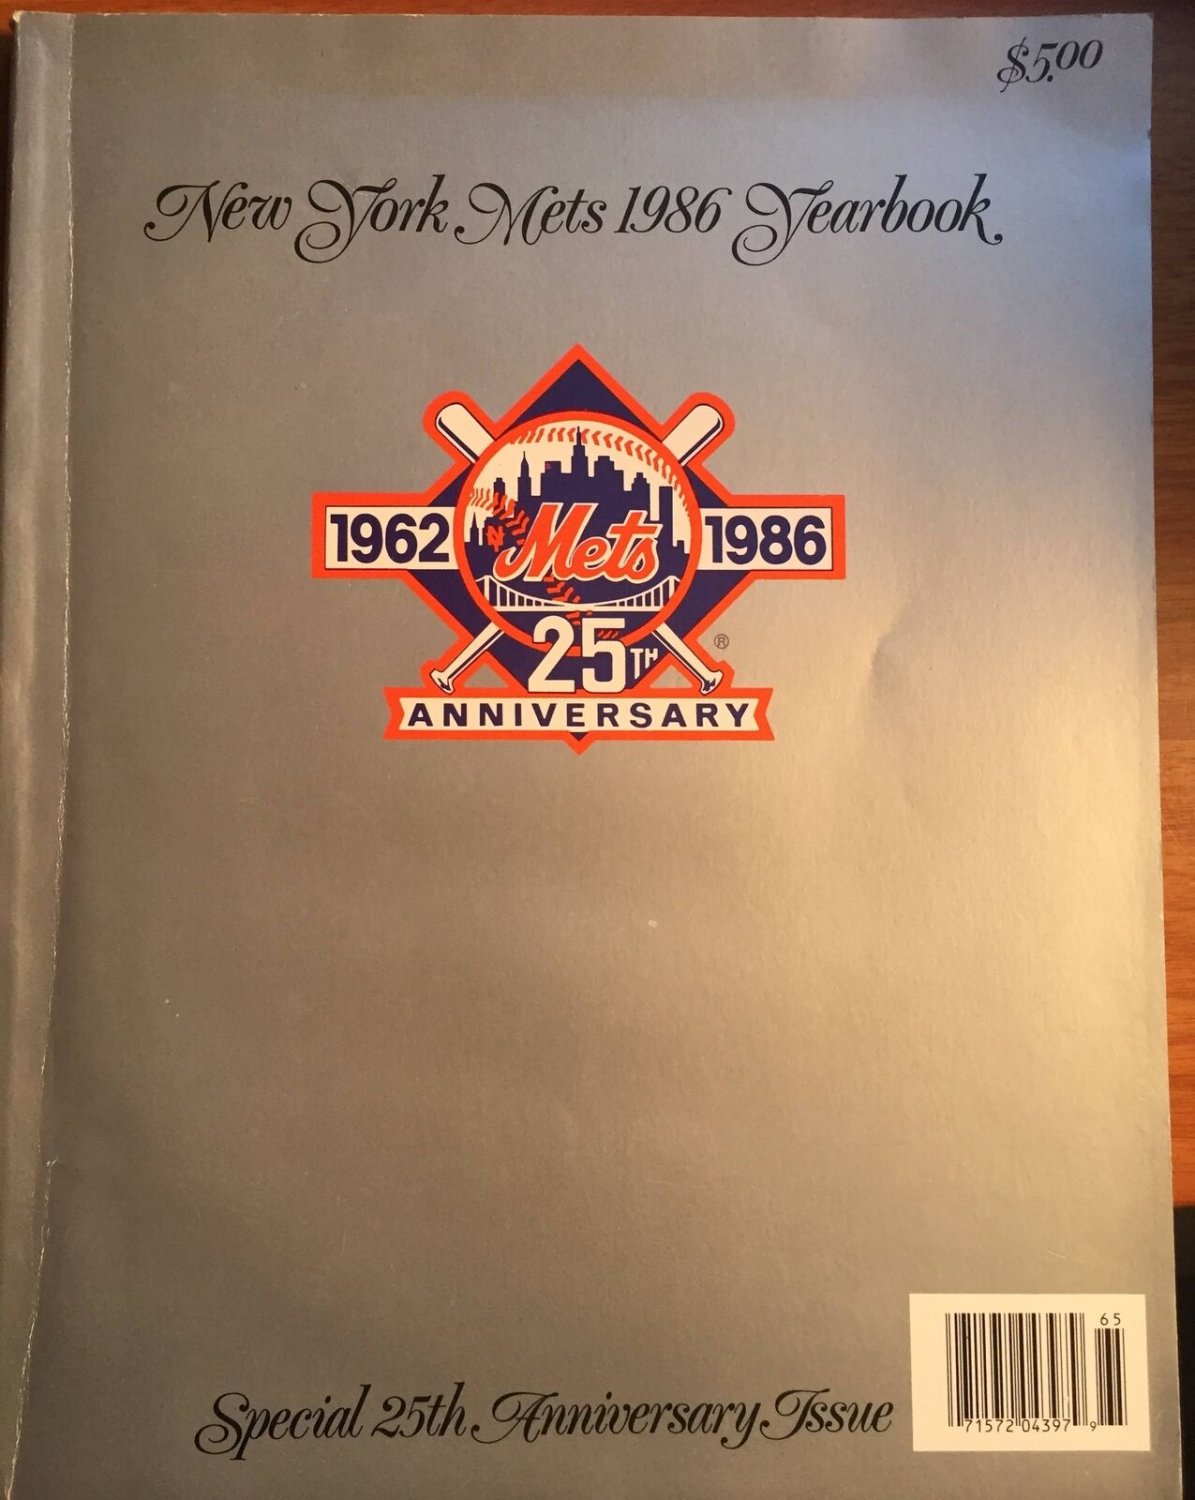 $5.00
New York Mets 1986 Yearbook
1962 Mets 1986
NY
25TH
®
ANNIVERSARY
65
71572 04397 9
Special 25th Anniversary Issue